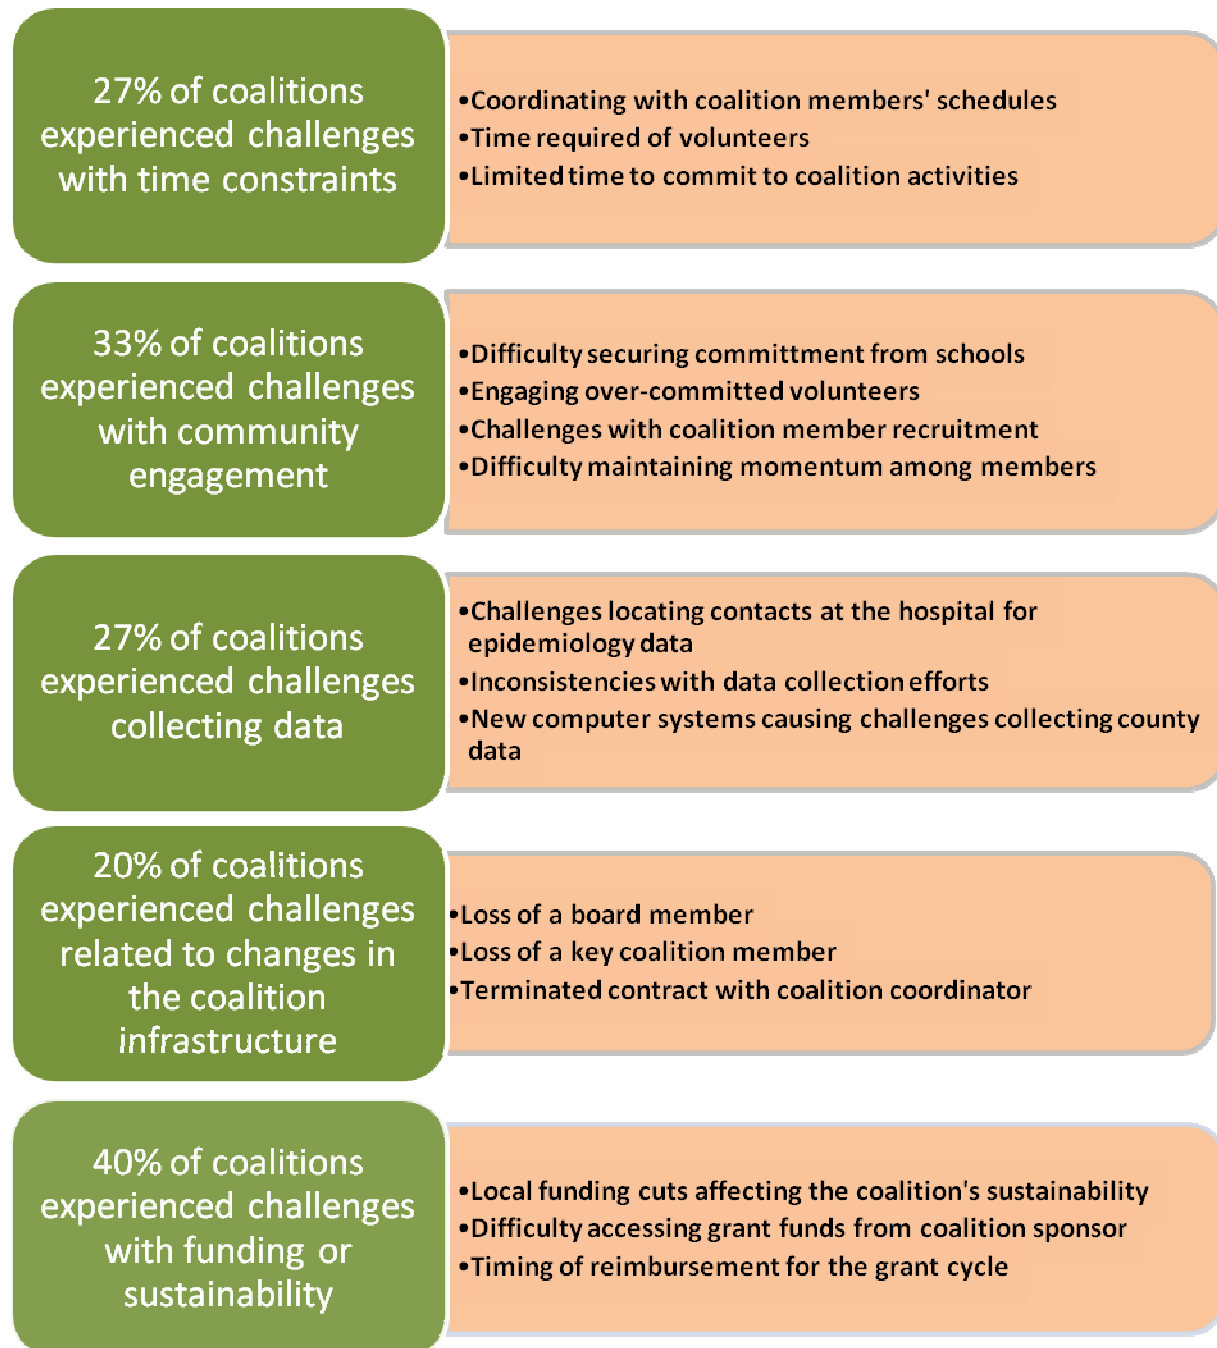 27% of coalitions
experienced challenges
with time constraints
•Coordinating with coalition members' schedules
•Time required of volunteers
•Limited time to commit to coalition activities
33% of coalitions
experienced challenges
with community
engagement
•Difficulty securing committment from schools
•Engaging over-committed volunteers
•Challenges with coalition member recruitment
•Difficulty maintaining momentum among members
27% of coalitions
experienced challenges
collecting data
•Challenges locating contacts at the hospital for
epidemiology data
•Inconsistencies with data collection efforts
•New computer systems causing challenges collecting county
data
20% of coalitions
experienced challenges
related to changes in
the coalition
infrastructure
•Loss of a board member
•Loss of a key coalition member
•Terminated contract with coalition coordinator
40% of coalitions
experienced challenges
with funding or
sustainability
•Local funding cuts affecting the coalition's sustainability
•Difficulty accessing grant funds from coalition sponsor
•Timing of reimbursement for the grant cycle